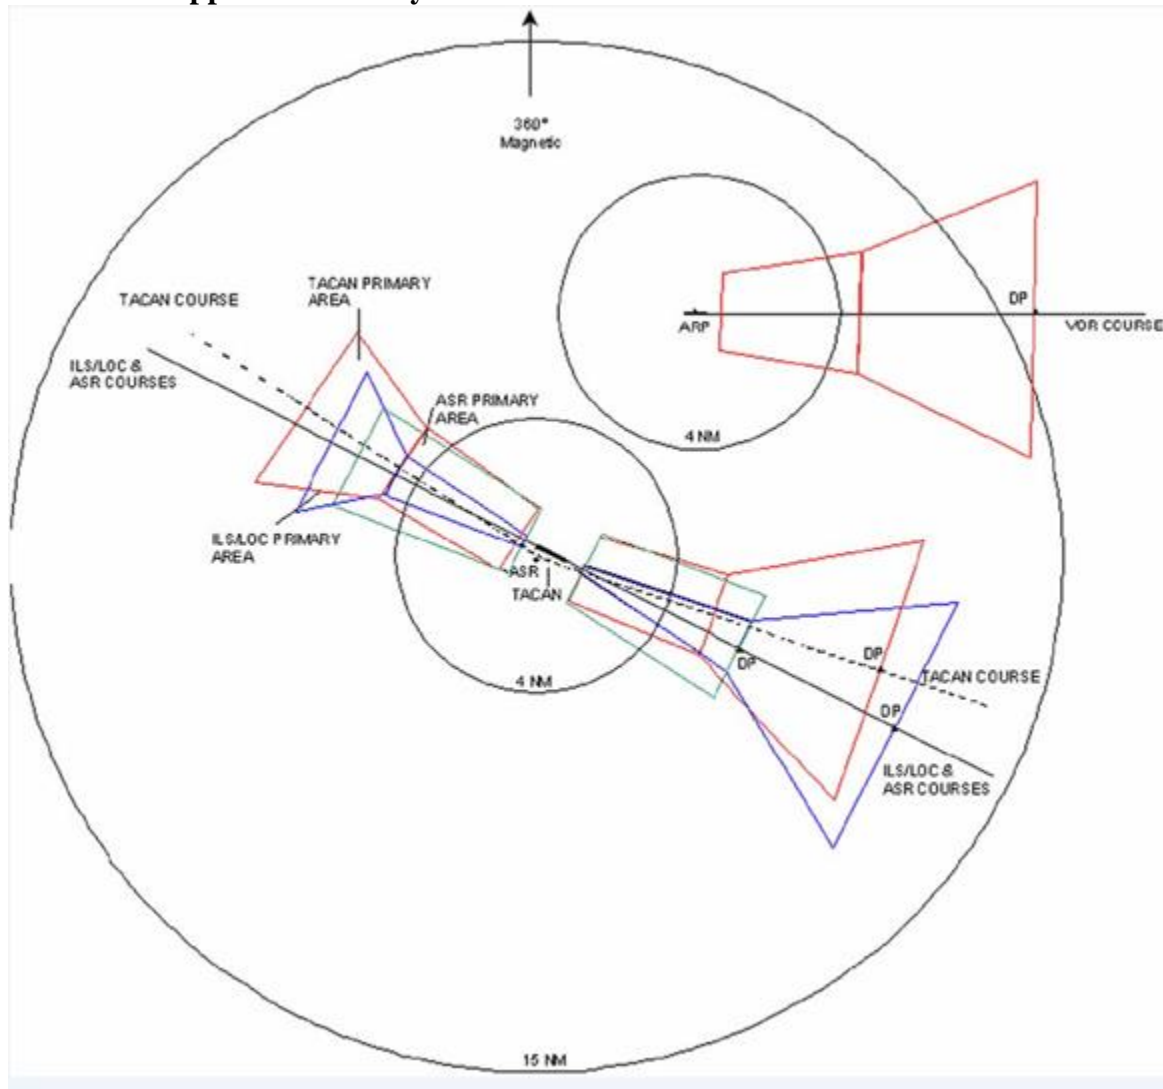 360°
Magnetic
TACAN PRIMARY
AREA
TACAN COURSE
DP
ARP
VOR COURSE
ILS/LOC &
ASR COURSES
ASR PRIMARY
AREA
4 NM
ILS/LOC PRIMARY
AREA
ASR
TACAN
DP
DP
TACAN COURSE
4 NM
DP
ILS/LOC &
ASR COURSES
15 NM